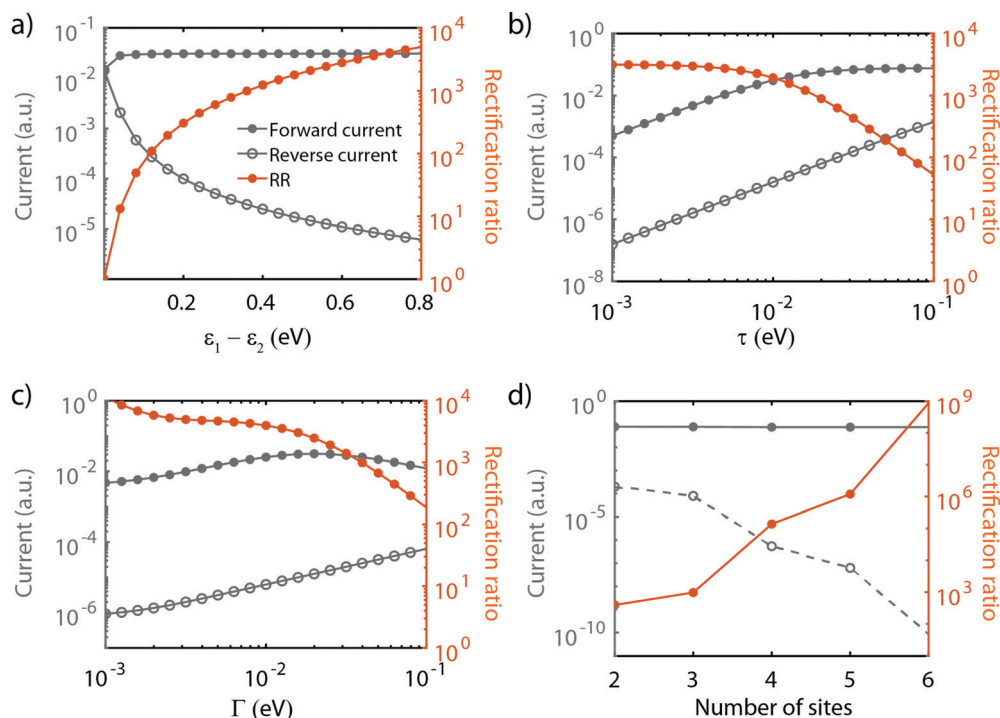 a)
10^-1
10^-2
10^-3
10^-4
10^-5
Current (a.u.)
10^4
10^3
10^2
10^1
10^0
Rectification ratio
Forward current
Reverse current
RR
0.2 0.4 0.6 0.8
ε₁ – ε₂ (eV)
b)
10^0
10^-2
10^-4
10^-6
10^-8
Current (a.u.)
10^4
10^3
10^2
10^1
10^0
Rectification ratio
10^-3 10^-2 10^-1
τ (eV)
c)
10^0
10^-2
10^-4
10^-6
Current (a.u.)
10^4
10^3
10^2
10^1
10^0
Rectification ratio
10^-3 10^-2 10^-1
Γ (eV)
d)
10^0
10^-5
10^-10
Current (a.u.)
10^9
10^6
10^3
Rectification ratio
2 3 4 5 6
Number of sites